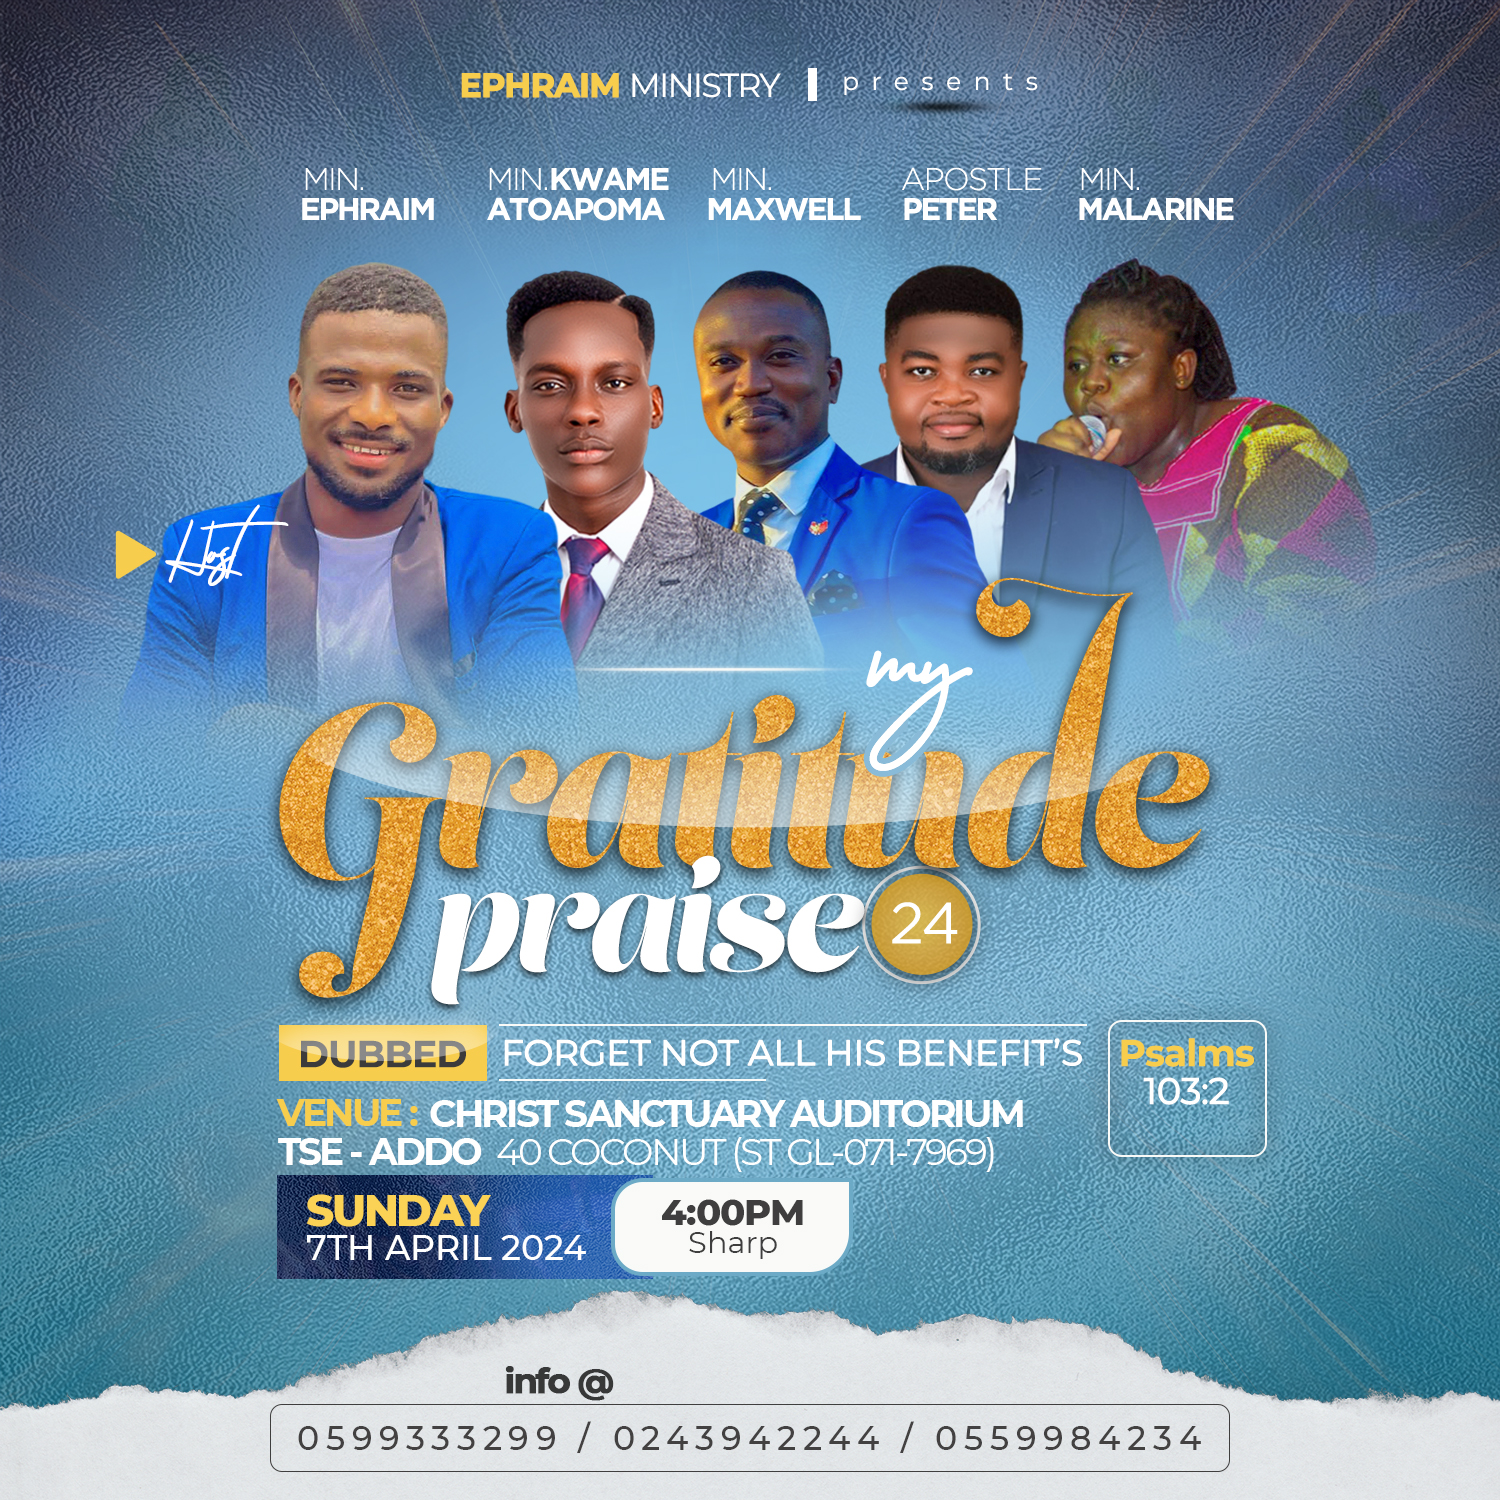 EPHRAIM MINISTRY presents
MIN. EPHRAIM
MIN.KWAME ATOAPOMA
MIN. MAXWELL
APOSTLE PETER
MIN. MALARINE
Host
my
Gratitude
praise 24
DUBBED FORGET NOT ALL HIS BENEFIT'S
Psalms
103:2
VENUE : CHRIST SANCTUARY AUDITORIUM
TSE - ADDO 40 COCONUT (ST GL-071-7969)
SUNDAY
7TH APRIL 2024
4:00PM
Sharp
info @
0599333299 / 0243942244 / 0559984234